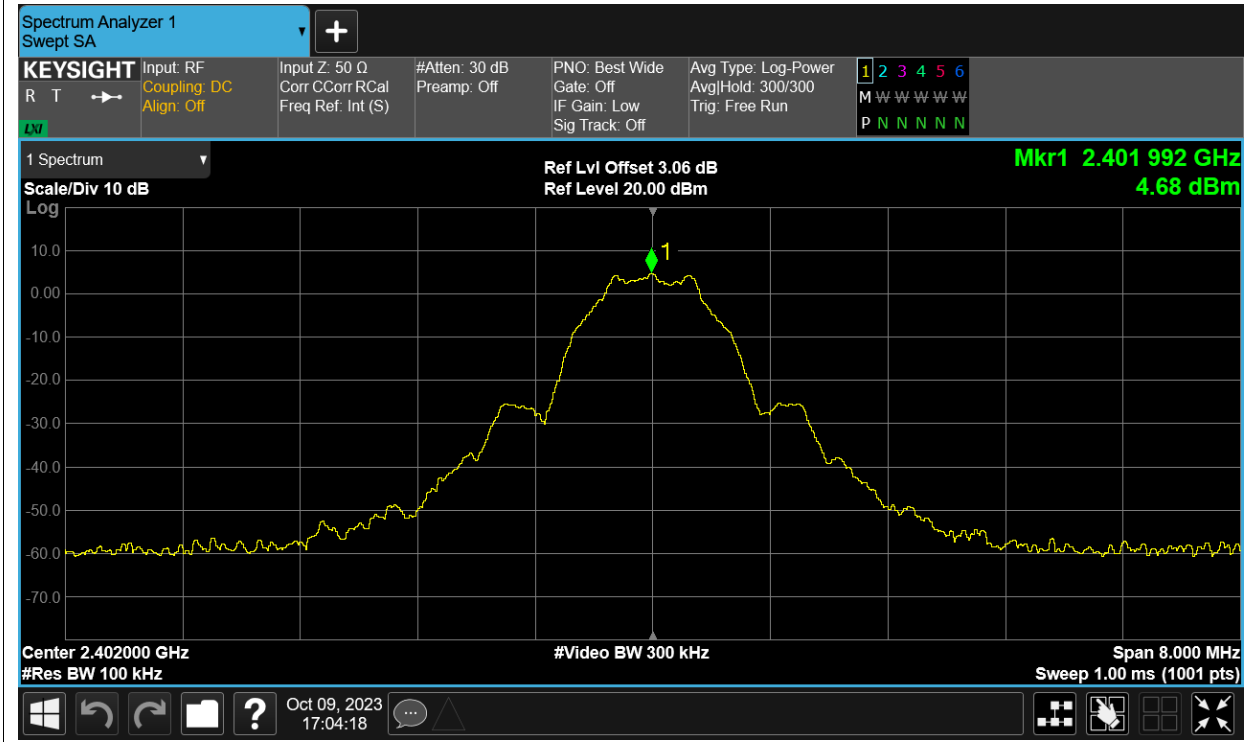 Spectrum Analyzer 1
Swept SA
KEYSIGHT
R T
LXI
Input: RF
Coupling: DC
Align: Off
Input Z: 50 Ω
Corr CCorr RCal
Freq Ref: Int (S)
#Atten: 30 dB
Preamp: Off
PNO: Best Wide
Gate: Off
IF Gain: Low
Sig Track: Off
Avg Type: Log-Power
Avg|Hold: 300/300
Trig: Free Run
1 2 3 4 5 6
M W W W W W W
P N N N N N N
1 Spectrum
Scale/Div 10 dB
Log
Ref Lvl Offset 3.06 dB
Ref Level 20.00 dBm
Mkr1 2.401 992 GHz
4.68 dBm
1
10.0
0.00
-10.0
-20.0
-30.0
-40.0
-50.0
-60.0
-70.0
Center 2.402000 GHz
#Res BW 100 kHz
#Video BW 300 kHz
Span 8.000 MHz
Sweep 1.00 ms (1001 pts)
?
Oct 09, 2023
17:04:18